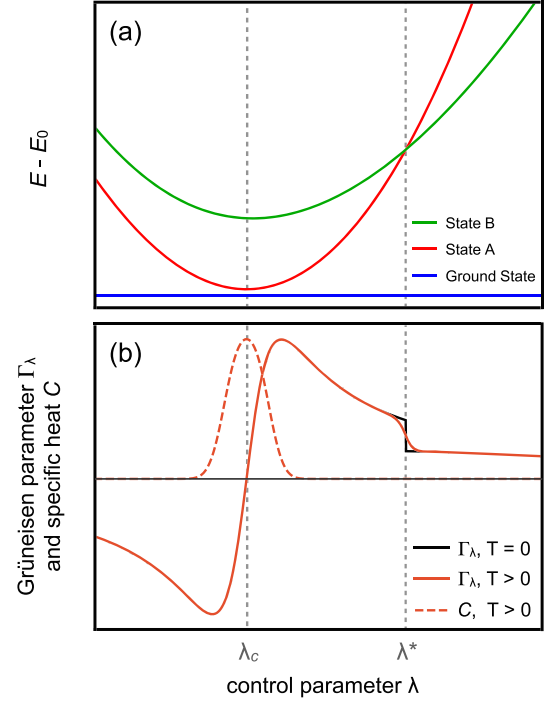 (a)
E - E₀
State B
State A
Ground State
(b)
Grüneisen parameter Γλ
and specific heat C
Γλ, T = 0
Γλ, T > 0
C, T > 0
λc
λ*
control parameter λ